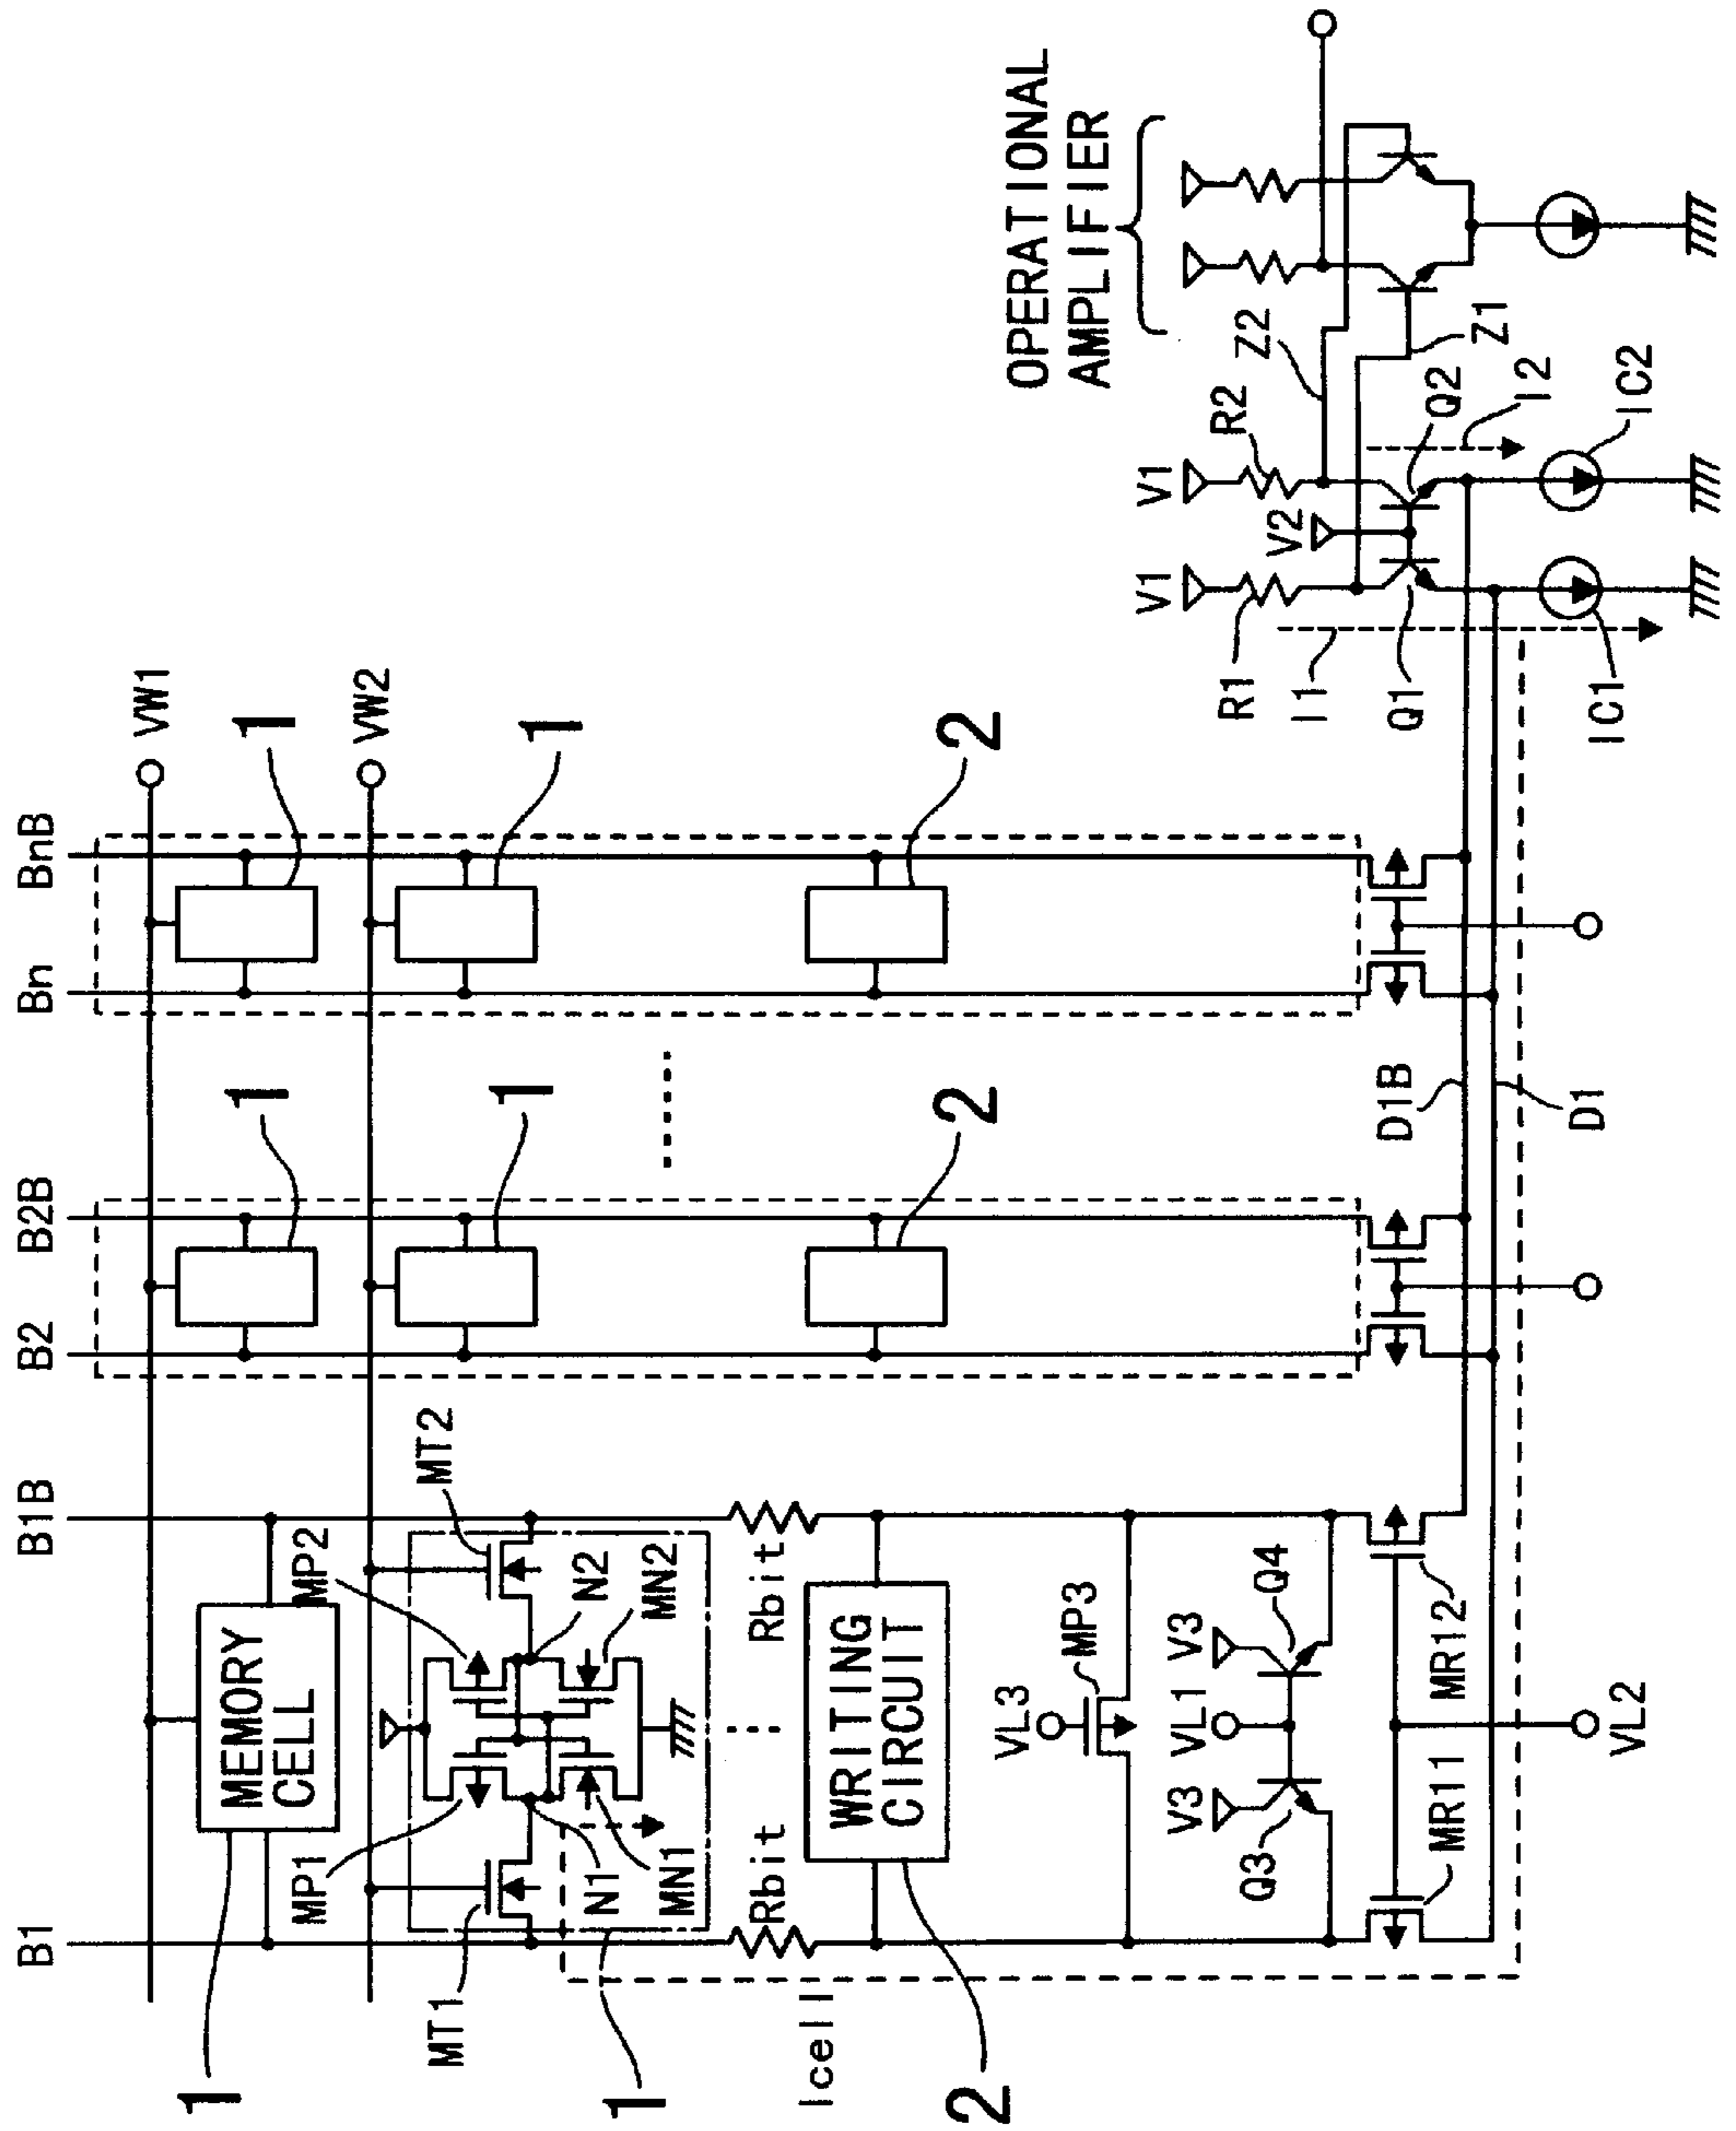 B1
B1B
B2
B2B
Bn
BnB
VW1
1
MEMORY
CELL
1
1
VW2
MT1
MP1
MP2
MT2
1
1
1
N1
N2
MN1
MN2
Icell
Rbit
Rbit
2
WRITING
CIRCUIT
2
2
VL3
MP3
V3
VL1
V3
Q3
Q4
MR11
MR12
VL2
D1B
D1
OPERATIONAL
AMPLIFIER
V1
V1
V2
R1
R2
Z2
I1
Q1
Q2
Z1
I2
IC1
IC2